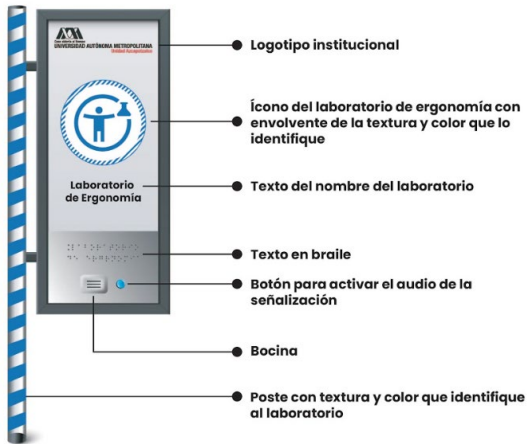 UNIVERSIDAD AUTÓNOMA METROPOLITANA
Logotipo institucional
Ícono del laboratorio de ergonomía con
envolvente de la textura y color que lo
identifique
Laboratorio
de Ergonomía
Texto del nombre del laboratorio
Texto en braile
Botón para activar el audio de la
señalización
Bocina
Poste con textura y color que identifique
al laboratorio